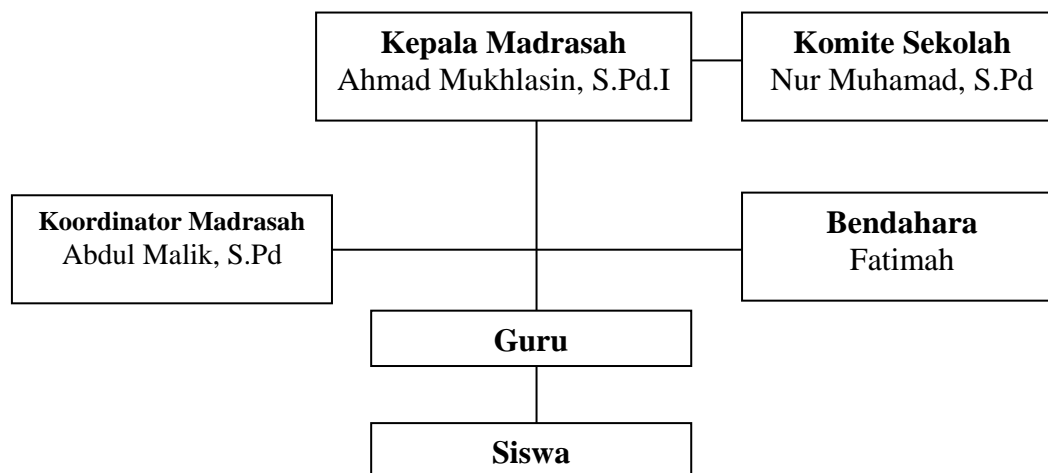 Kepala Madrasah
Ahmad Mukhlasin, S.Pd.I
Komite Sekolah
Nur Muhamad, S.Pd
Koordinator Madrasah
Abdul Malik, S.Pd
Bendahara
Fatimah
Guru
Siswa